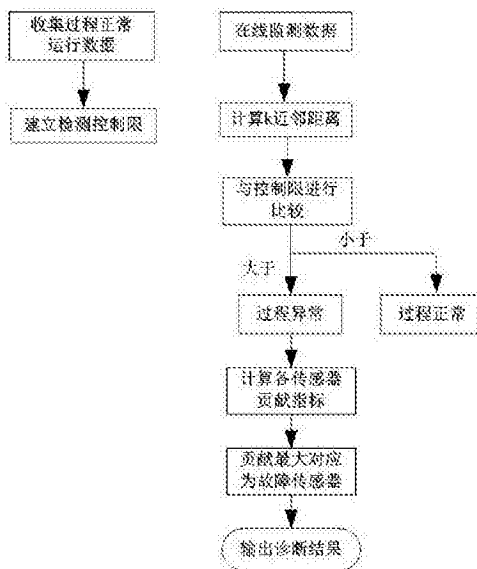 收集过程正常
运行数据
建立检测控制限
在线监测数据
计算k近邻距离
与控制限进行
比较
小于
大于
过程异常
过程正常
计算各传感器
贡献指标
贡献最大对应
为故障传感器
输出诊断结果